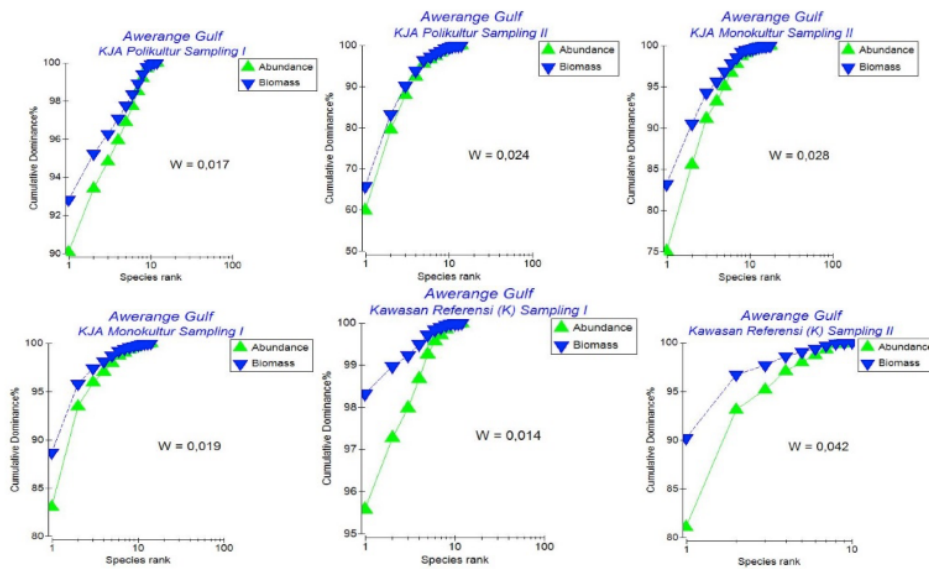 Awerange Gulf
KJA Polikultur Sampling I
100
98
96
94
92
90
Cumulative Dominance%
Abundance
Biomass
W = 0,017
1
10
100
Species rank
Awerange Gulf
KJA Polikultur Sampling II
100
90
80
70
60
50
Cumulative Dominance%
Abundance
Biomass
W = 0,024
1
10
100
Species rank
Awerange Gulf
KJA Monokultur Sampling II
100
95
90
85
80
75
Cumulative Dominance%
Abundance
Biomass
W = 0,028
1
10
100
Species rank
Awerange Gulf
KJA Monokultur Sampling I
100
95
90
85
80
Cumulative Dominance%
Abundance
Biomass
W = 0,019
1
10
100
Species rank
Awerange Gulf
Kawasan Referensi (K) Sampling I
100
99
98
97
96
95
Cumulative Dominance%
Abundance
Biomass
W = 0,014
1
10
100
Species rank
Awerange Gulf
Kawasan Referensi (K) Sampling II
100
95
90
85
80
Cumulative Dominance%
Abundance
Biomass
W = 0,042
1
10
Species rank